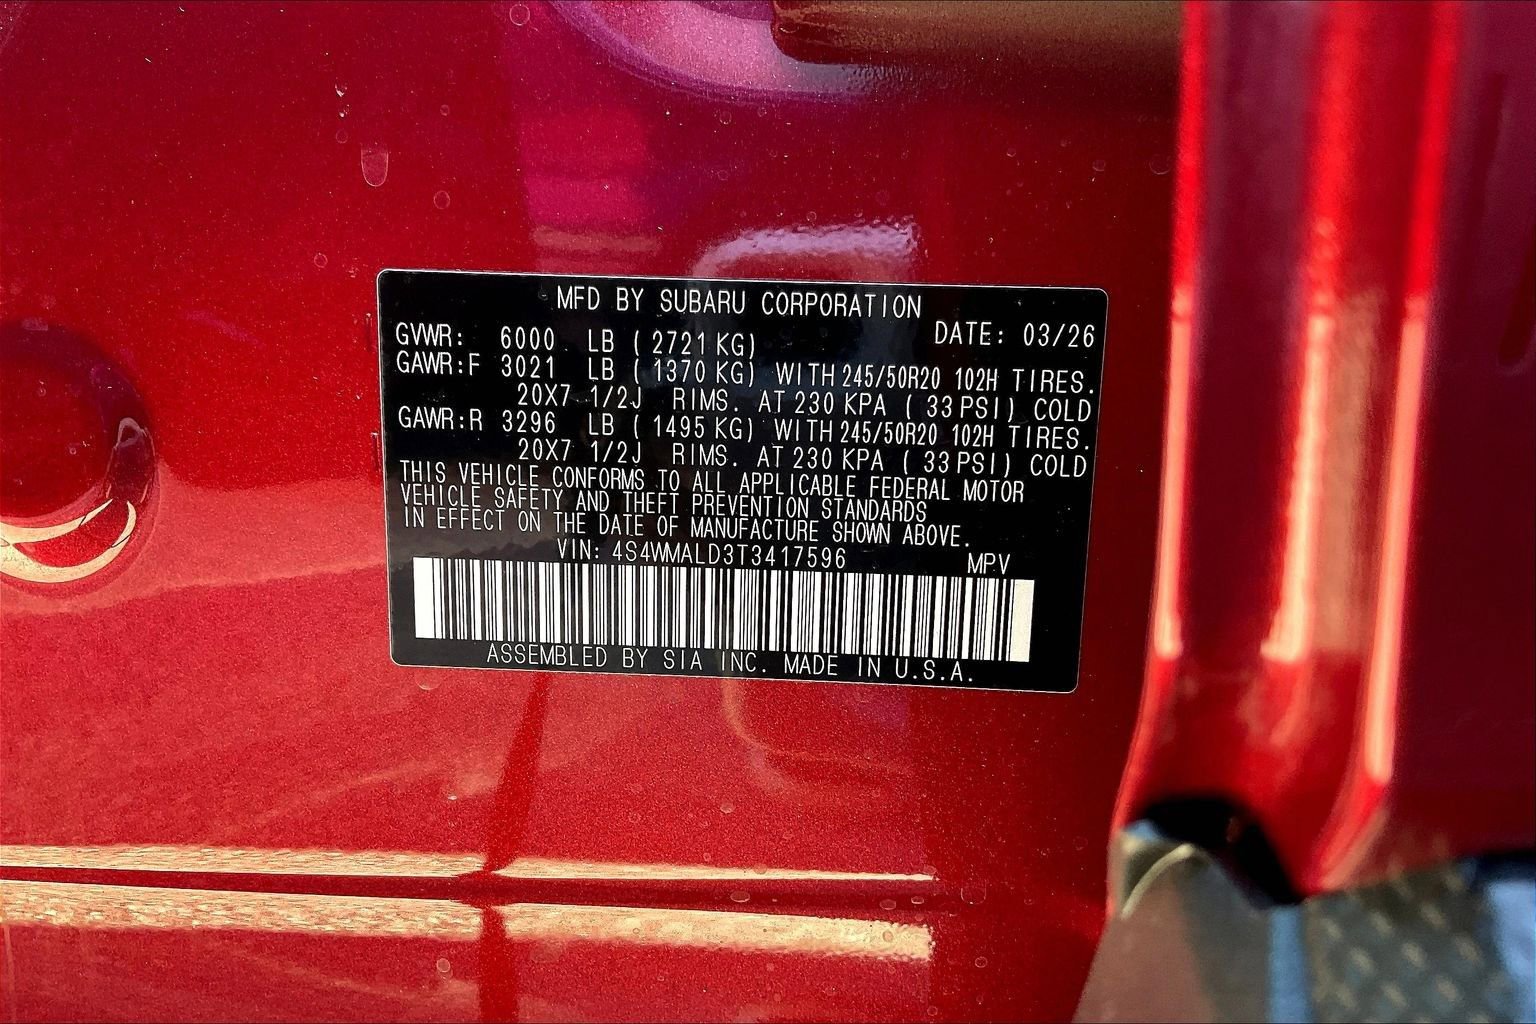 MFD BY SUBARU CORPORATION
GVWR: 6000 LB ( 2721 KG) DATE: 03/26
GAWR:F 3021 LB ( 1370 KG) WITH 245/50R20 102H TIRES.
20X7 1/2J RIMS. AT 230 KPA ( 33 PSI) COLD
GAWR:R 3296 LB ( 1495 KG) WITH 245/50R20 102H TIRES.
20X7 1/2J RIMS. AT 230 KPA ( 33 PSI) COLD
THIS VEHICLE CONFORMS TO ALL APPLICABLE FEDERAL MOTOR
VEHICLE SAFETY AND THEFT PREVENTION STANDARDS
IN EFFECT ON THE DATE OF MANUFACTURE SHOWN ABOVE.
VIN: 4S4WMALD3T3417596 MPV
ASSEMBLED BY SIA INC. MADE IN U.S.A.